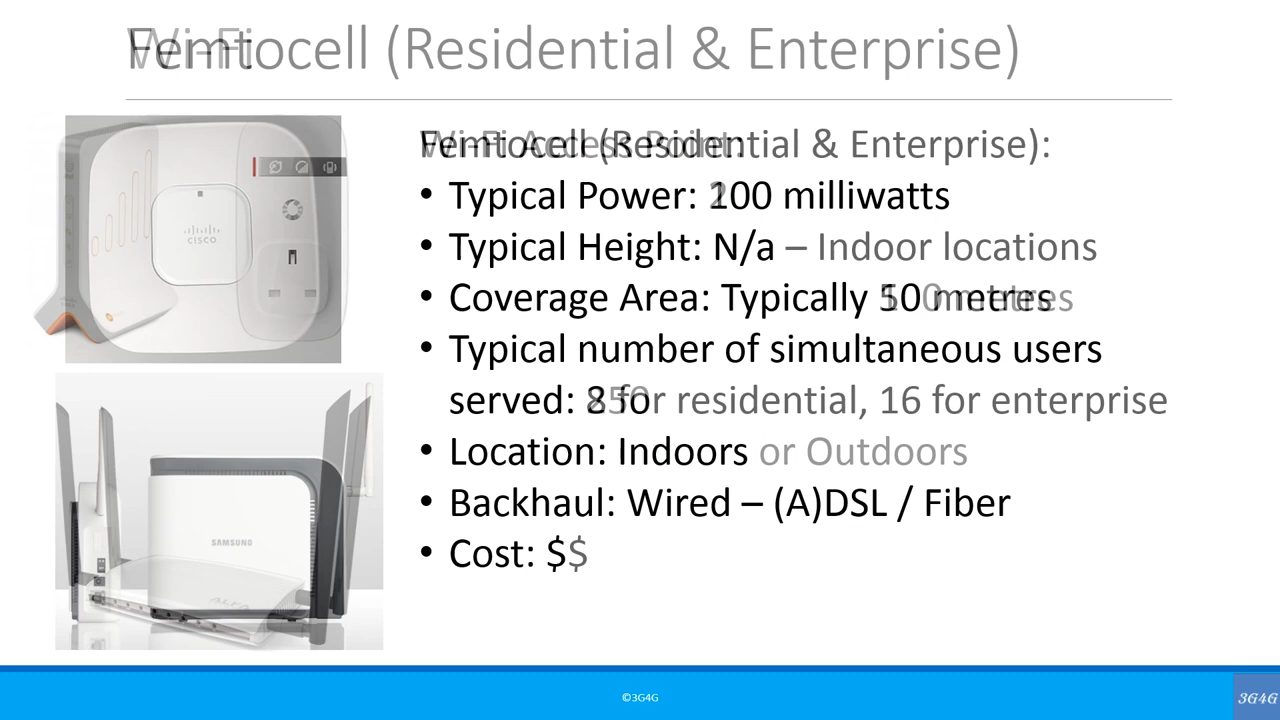 Femtocell (Residential & Enterprise)
Femtocell (Residential & Enterprise):
• Typical Power: 100 milliwatts
• Typical Height: N/a – Indoor locations
• Coverage Area: Typically metres
• Typical number of simultaneous users
served: 8 for residential, 16 for enterprise
• Location: Indoors or Outdoors
• Backhaul: Wired – (A)DSL / Fiber
• Cost: $$
CISCO
SAMSUNG
©3G4G
3G4G